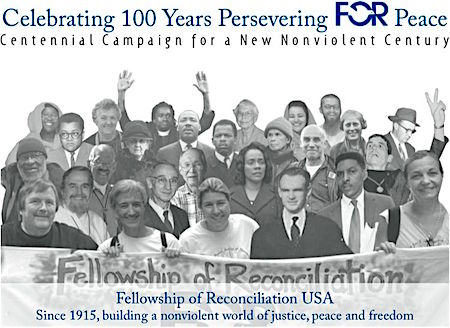 Celebrating 100 Years Persevering FOR Peace
Centennial Campaign for a New Nonviolent Century
Fellowship of Reconciliation
Fellowship of Reconciliation USA
Since 1915, building a nonviolent world of justice, peace and freedom